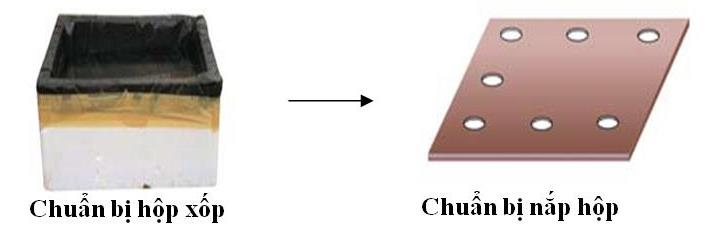 Chuẩn bị hộp xốp
Chuẩn bị nắp hộp